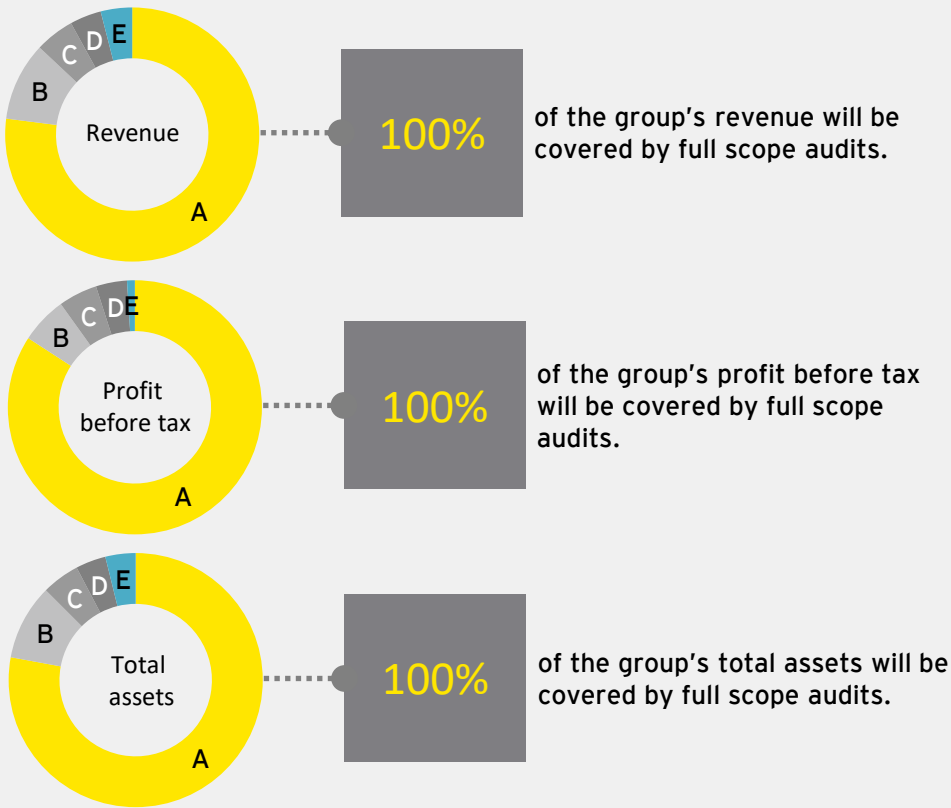 E
D
C
B
Revenue
A
100%
of the group's revenue will be
covered by full scope audits.
E
D
C
B
Profit
before tax
A
100%
of the group's profit before tax
will be covered by full scope
audits.
E
D
C
B
Total
assets
A
100%
of the group's total assets will be
covered by full scope audits.